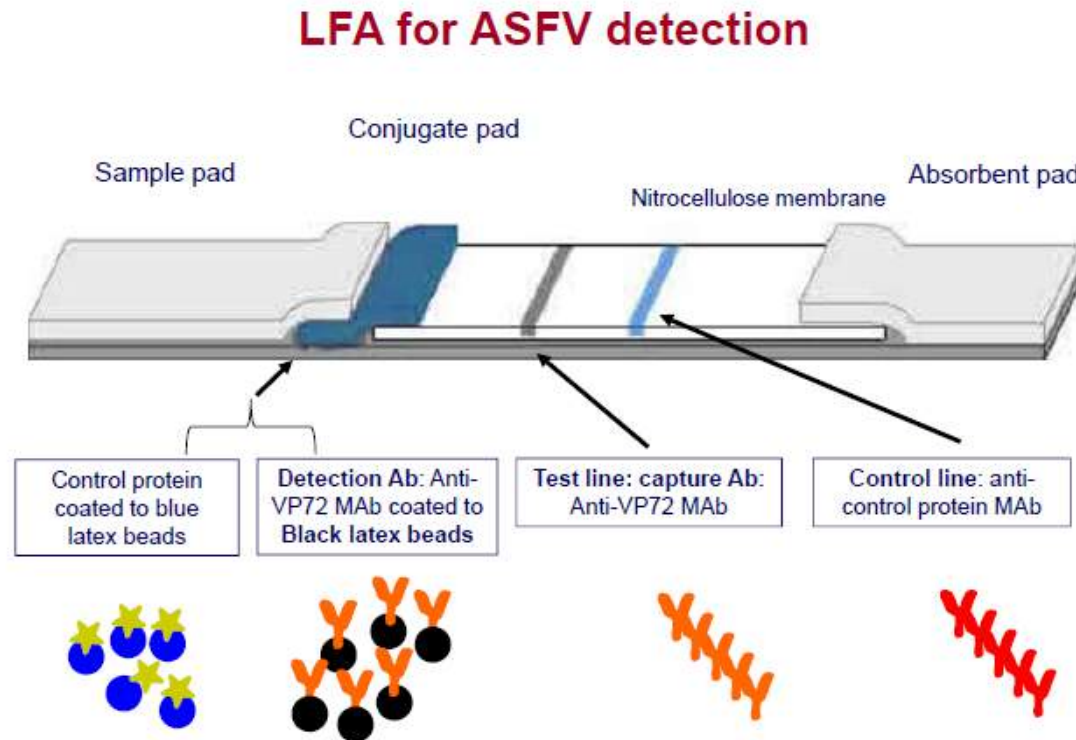 LFA for ASFV detection
Conjugate pad
Sample pad
Absorbent pad
Nitrocellulose membrane
Control protein
coated to blue
latex beads
Detection Ab: Anti-
VP72 MAb coated to
Black latex beads
Test line: capture Ab:
Anti-VP72 MAb
Control line: anti-
control protein MAb